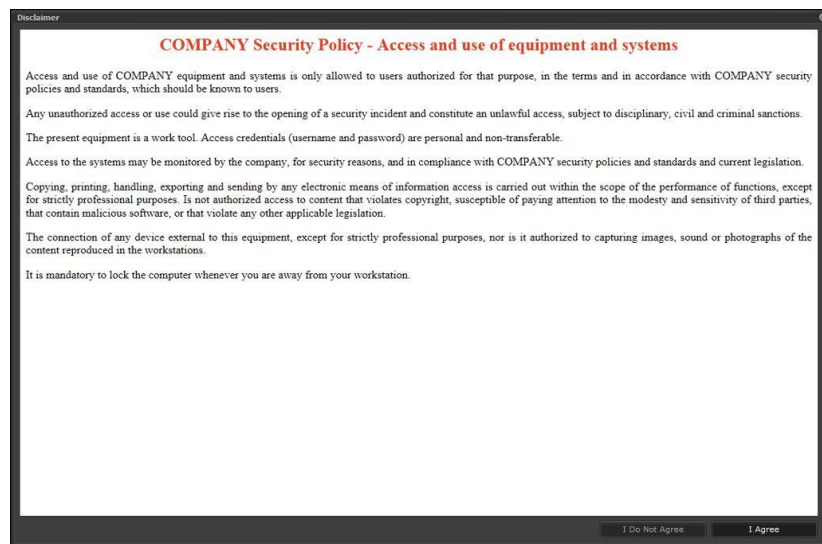 Disclaimer
COMPANY Security Policy - Access and use of equipment and systems
Access and use of COMPANY equipment and systems is only allowed to users authorized for that purpose, in the terms and in accordance with COMPANY security
policies and standards, which should be known to users.
Any unauthorized access or use could give rise to the opening of a security incident and constitute an unlawful access, subject to disciplinary, civil and criminal sanctions.
The present equipment is a work tool. Access credentials (username and password) are personal and non-transferable.
Access to the systems may be monitored by the company, for security reasons, and in compliance with COMPANY security policies and standards and current legislation.
Copying, printing, handling, exporting and sending by any electronic means of information access is carried out within the scope of the performance of functions, except
for strictly professional purposes. Is not authorized access to content that violates copyright, susceptible of paying attention to the modesty and sensitivity of third parties,
that contain malicious software, or that violate any other applicable legislation.
The connection of any device external to this equipment, except for strictly professional purposes, nor is it authorized to capturing images, sound or photographs of the
content reproduced in the workstations.
It is mandatory to lock the computer whenever you are away from your workstation.
I Do Not Agree
I Agree